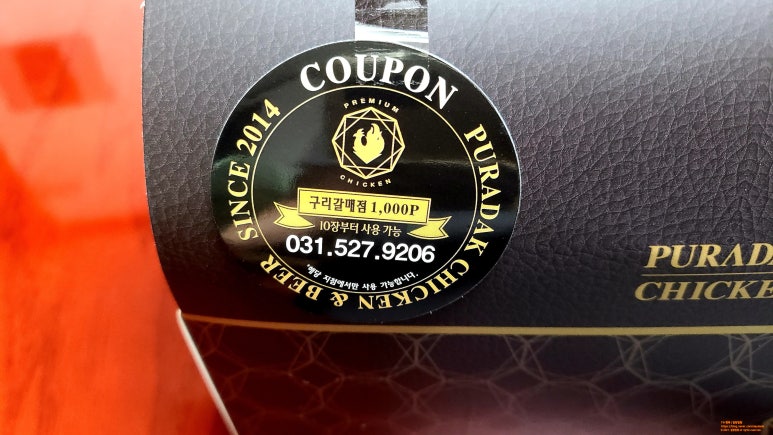 COUPON
SINCE 2014
PURADAK CHICKEN & BEER
PREMIUM
CHICKEN
구리갈매점 1,000P
10장부터 사용 가능
031.527.9206
*해당 지점에서만 사용 가능합니다.
PURAD
CHICKE